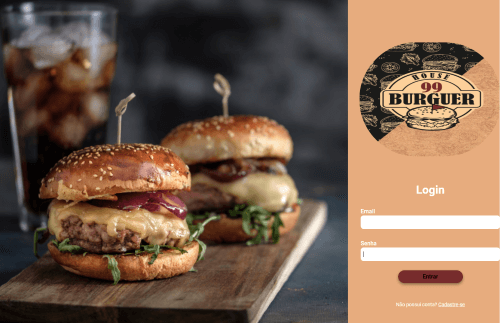 HOUSE
99
BURGUER
Login
Email
Senha
Entrar
Não possui conta? Cadastre-se